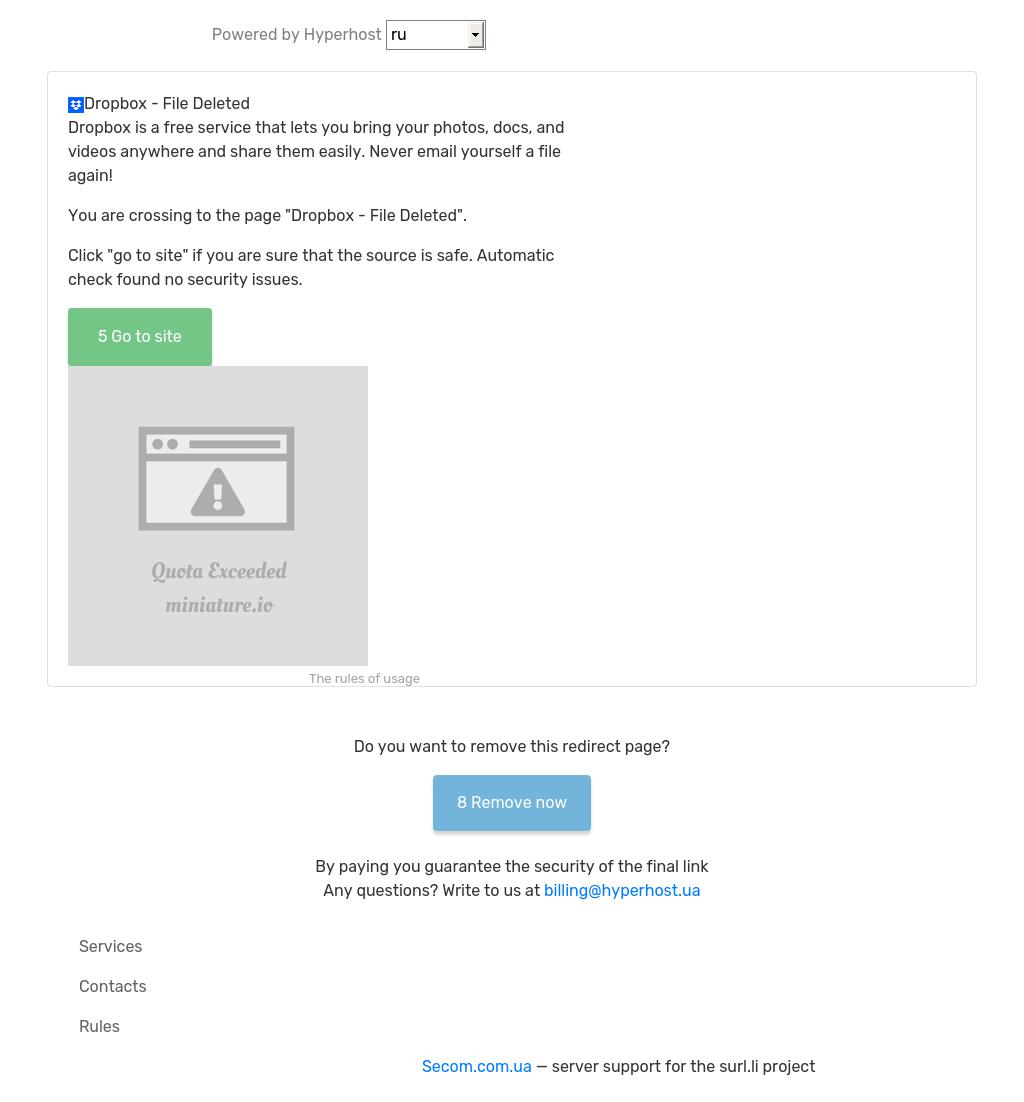 Powered by Hyperhost ru
Dropbox - File Deleted
Dropbox is a free service that lets you bring your photos, docs, and
videos anywhere and share them easily. Never email yourself a file
again!
You are crossing to the page "Dropbox - File Deleted".
Click "go to site" if you are sure that the source is safe. Automatic
check found no security issues.
5 Go to site
Quota Exceeded
miniature.io
The rules of usage
Do you want to remove this redirect page?
8 Remove now
By paying you guarantee the security of the final link
Any questions? Write to us at billing@hyperhost.ua
Services
Contacts
Rules
Secom.com.ua — server support for the surl.li project